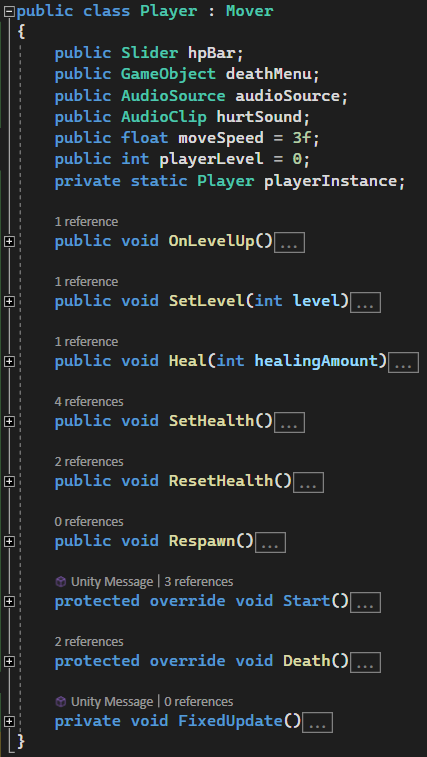 public class Player : Mover
{
public Slider hpBar;
public GameObject deathMenu;
public AudioSource audioSource;
public AudioClip hurtSound;
public float moveSpeed = 3f;
public int playerLevel = 0;
private static Player playerInstance;
1 reference
public void OnLevelUp()...
1 reference
public void SetLevel(int level)...
1 reference
public void Heal(int healingAmount)...
4 references
public void SetHealth()...
2 references
public void ResetHealth()...
0 references
public void Respawn()...
Unity Message | 3 references
protected override void Start()...
2 references
protected override void Death()...
Unity Message | 0 references
private void FixedUpdate()...
}